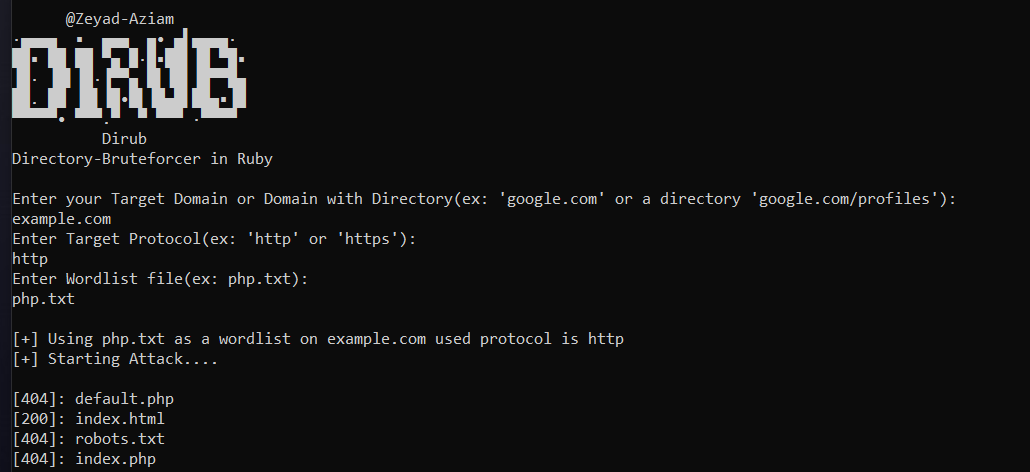 @Zeyad-Aziam
DIRUB
Dirub
Directory-Bruteforcer in Ruby
Enter your Target Domain or Domain with Directory(ex: 'google.com' or a directory 'google.com/profiles'):
example.com
Enter Target Protocol(ex: 'http' or 'https'):
http
Enter Wordlist file(ex: php.txt):
php.txt
[+] Using php.txt as a wordlist on example.com used protocol is http
[+] Starting Attack....
[404]: default.php
[200]: index.html
[404]: robots.txt
[404]: index.php